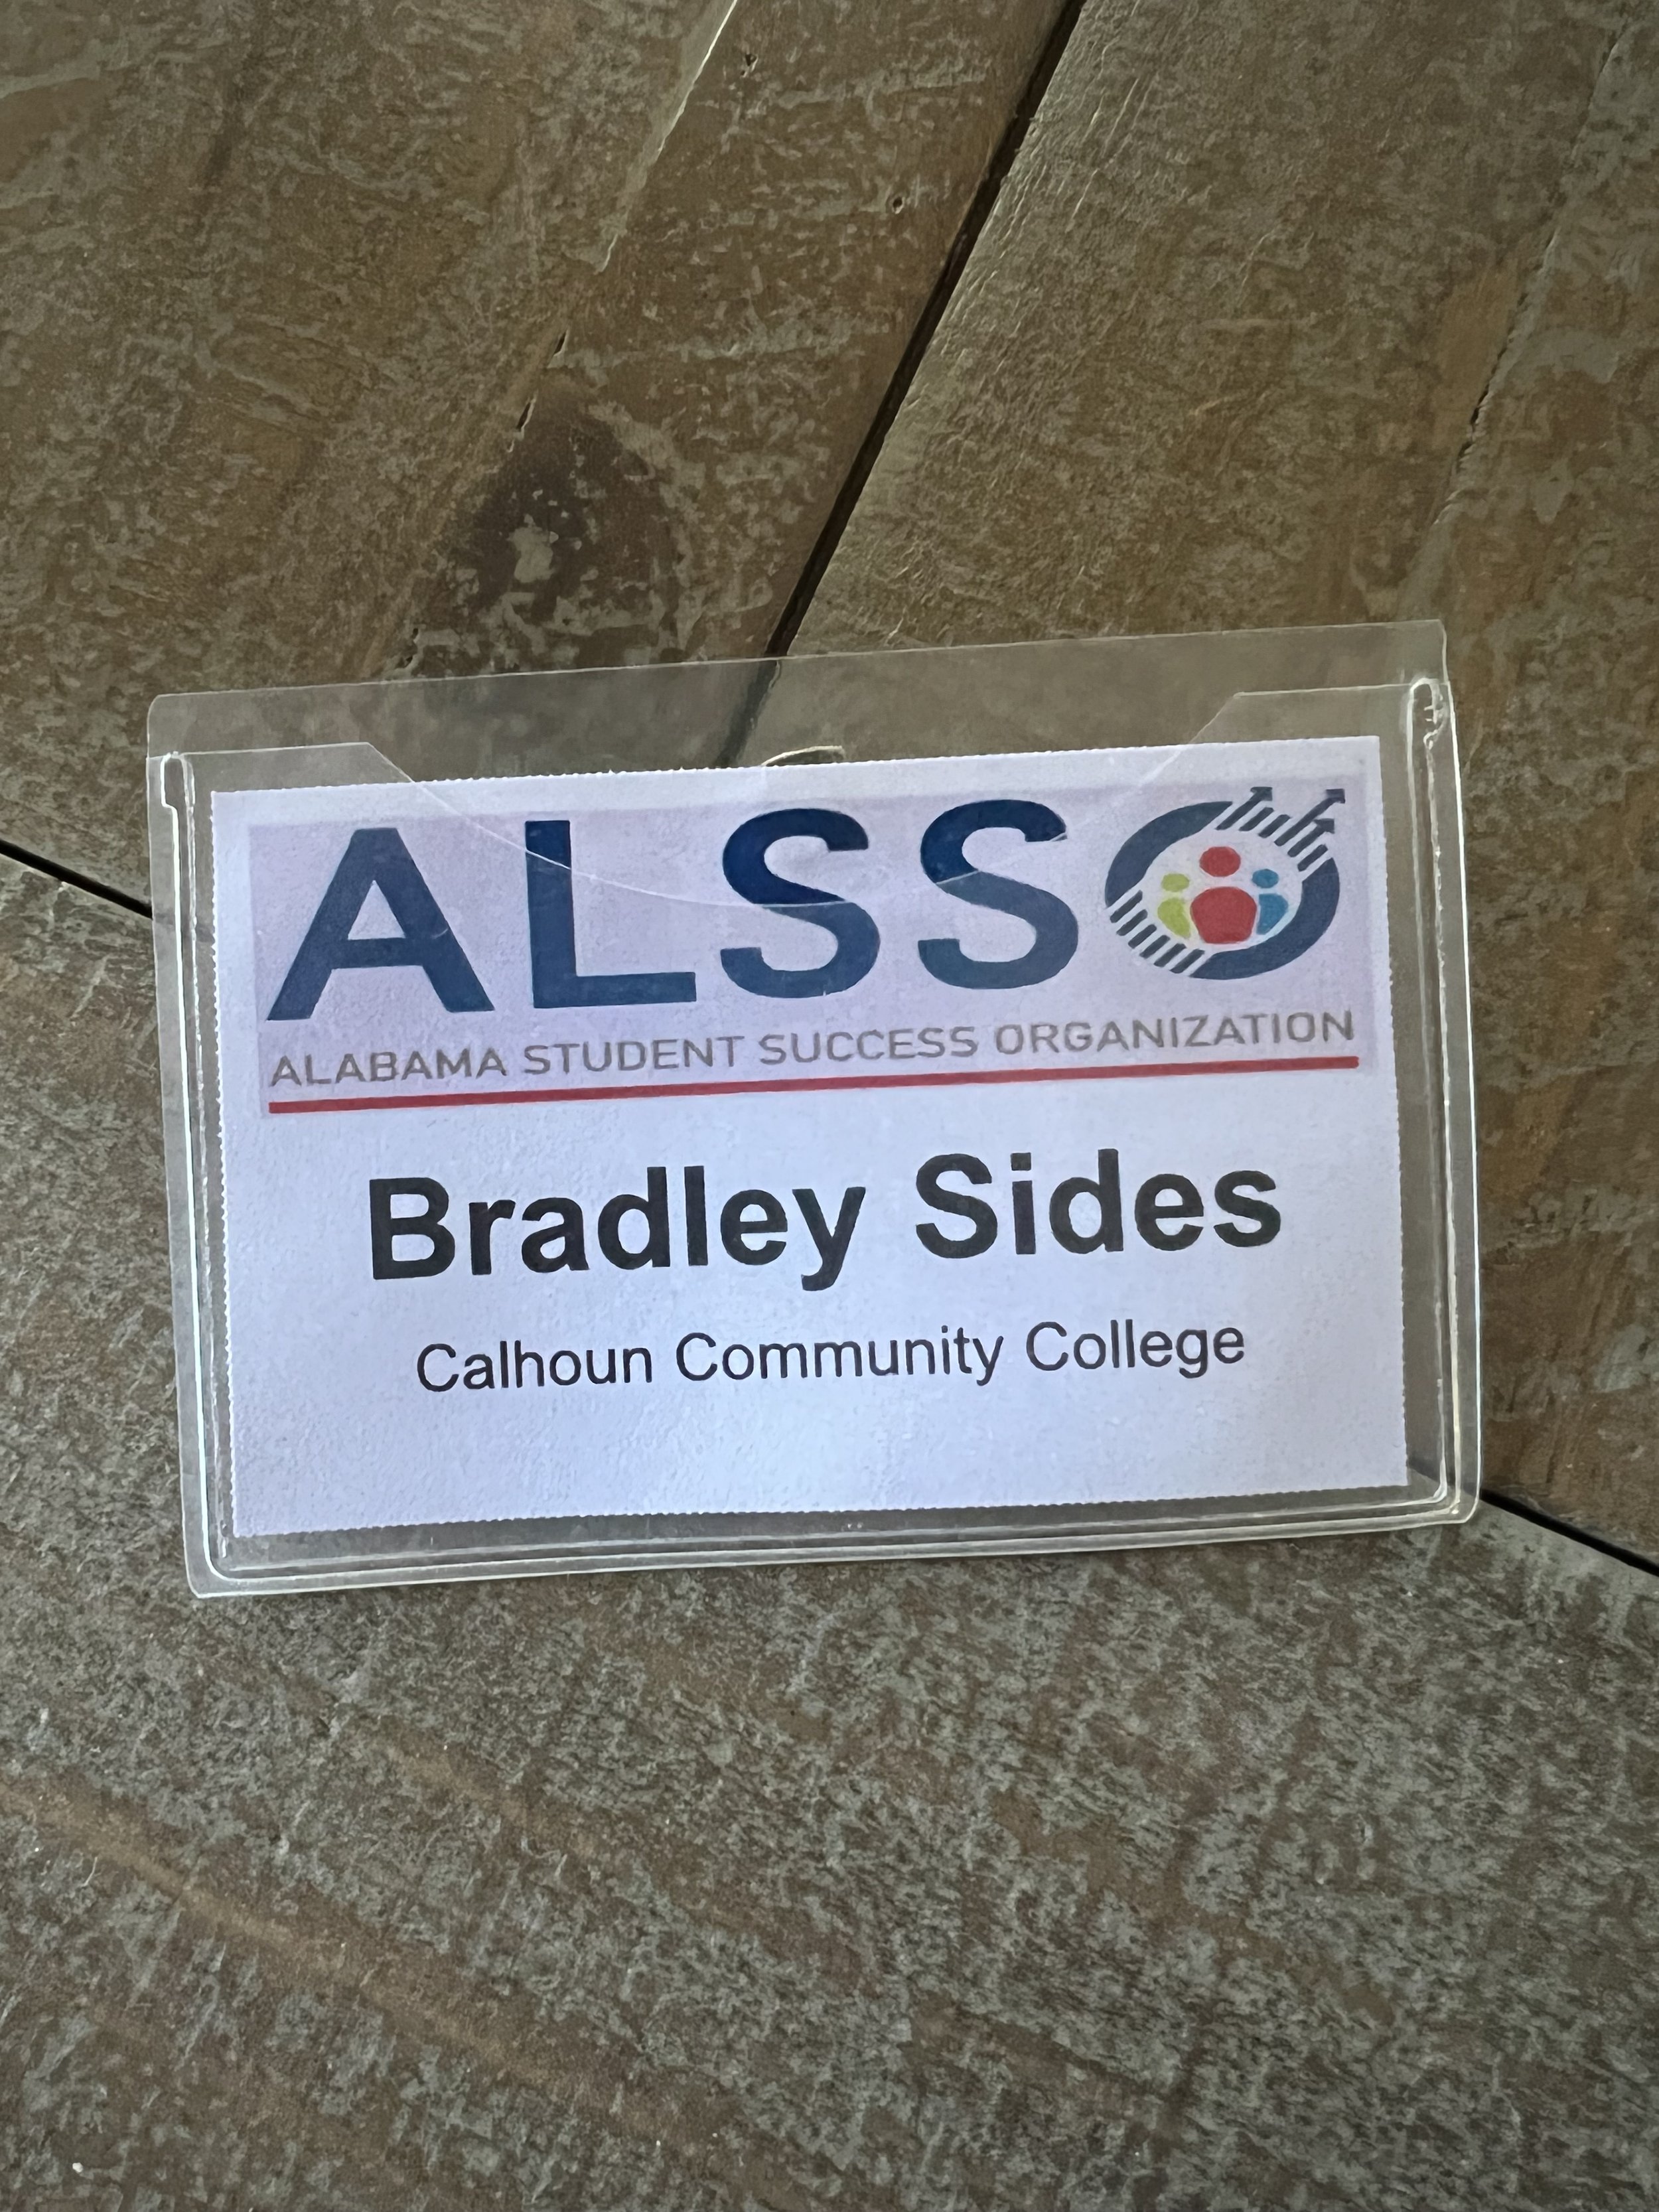 ALSSO
ALABAMA STUDENT SUCCESS ORGANIZATION
Bradley Sides
Calhoun Community College